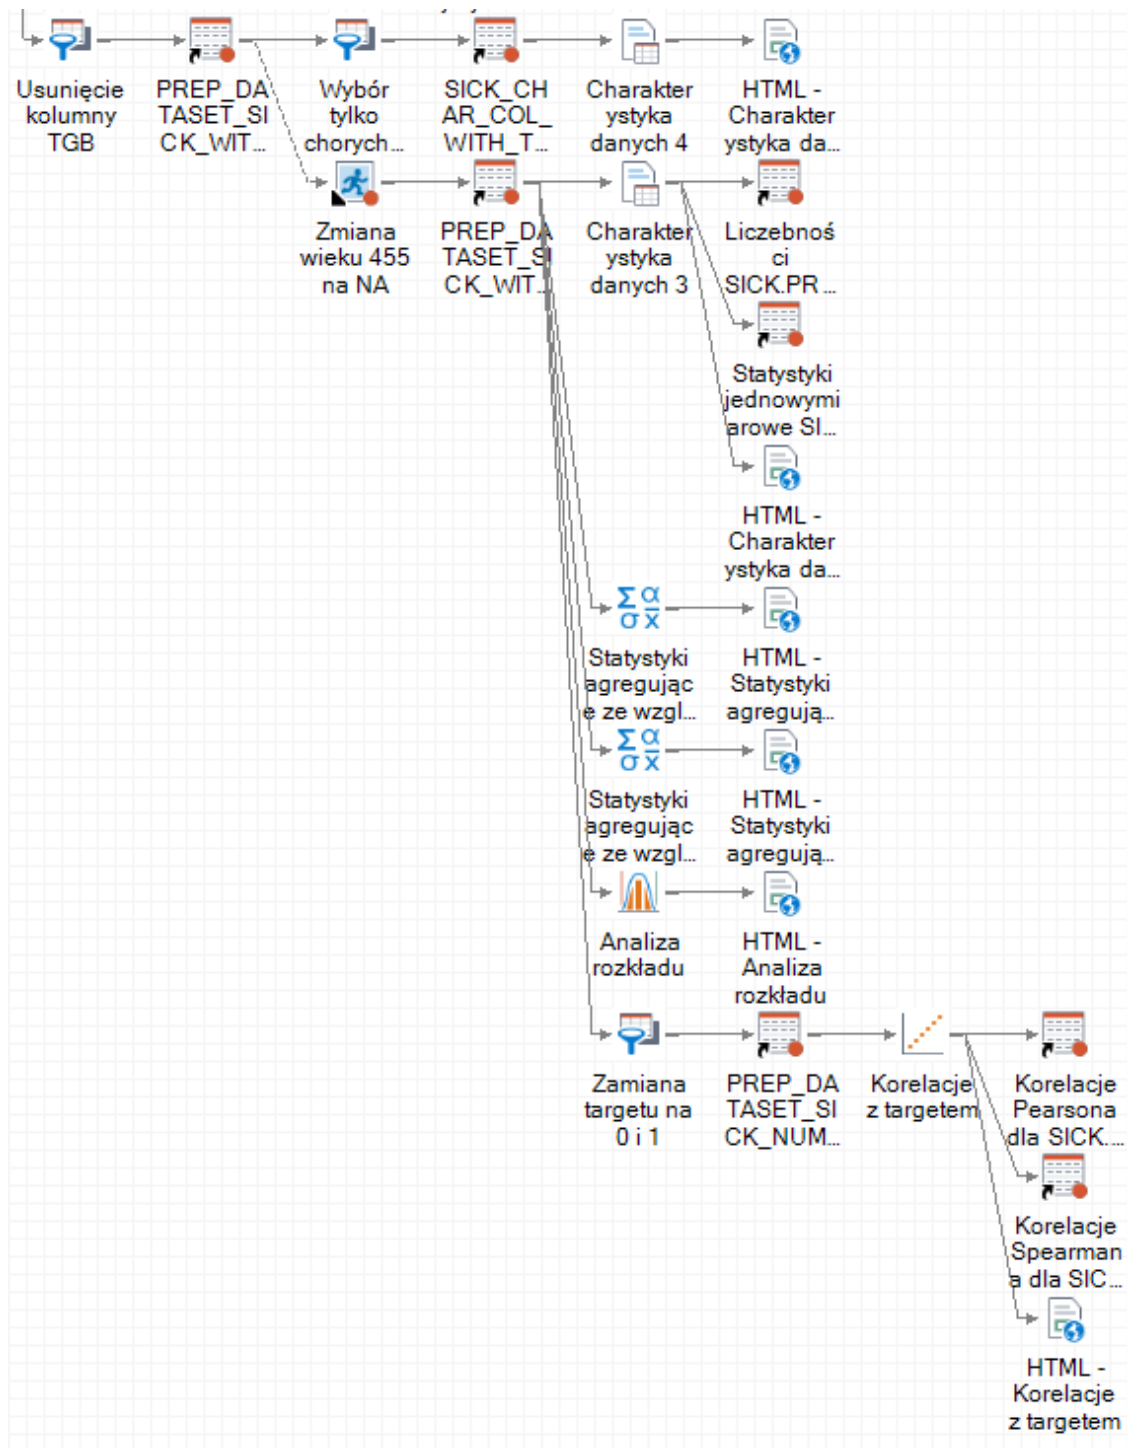 Usunięcie
kolumny
TGB
PREP_DA
TASET_SI
CK_WIT...
Wybór
tylko
chorych...
SICK_CH
AR_COL_
WITH_T...
Charakter
ystyka
danych 4
HTML -
Charakter
ystyka da...
Zmiana
wieku 455
na NA
PREP_DA
TASET_SI
CK_WIT...
Charakter
ystyka
danych 3
Liczebnoś
ci
SICK.PR...
Statystyki
jednowymi
arowe SI...
HTML -
Charakter
ystyka da...
Statystyki
agregując
e ze wzgl...
HTML -
Statystyki
agregują...
Statystyki
agregując
e ze wzgl...
HTML -
Statystyki
agregują...
Analiza
rozkładu
HTML -
Analiza
rozkładu
Zamiana
targetu na
0 i 1
PREP_DA
TASET_SI
CK_NUM...
Korelacje
z targetem
Korelacje
Pearsona
dla SICK....
Korelacje
Spearman
a dla SIC...
HTML -
Korelacje
z targetem